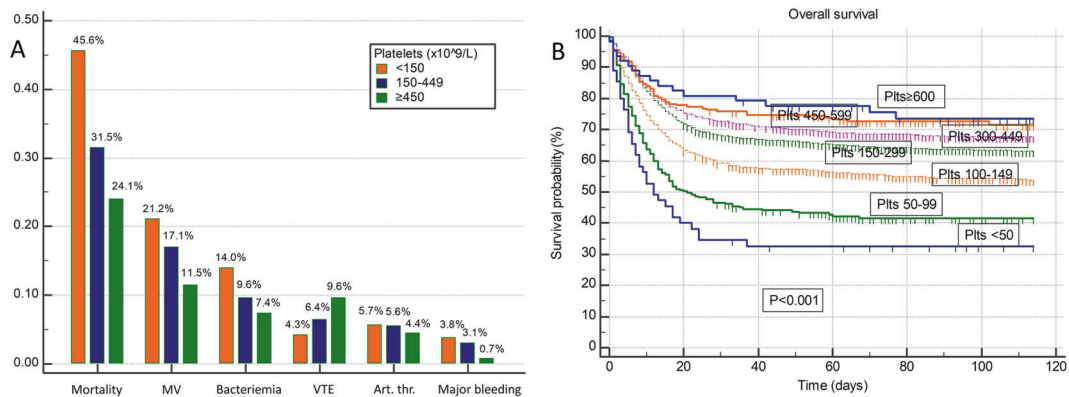 A
0.50
0.40
0.30
0.20
0.10
0.00
Platelets (x10^9/L)
<150
150-449
≥450
45.6%
31.5%
24.1%
21.2%
17.1%
11.5%
14.0%
9.6%
7.4%
4.3%
6.4%
9.6%
5.7%
5.6%
4.4%
3.8%
3.1%
0.7%
Mortality
MV
Bacteriemia
VTE
Art. thr.
Major bleeding
Overall survival
B
Survival probability (%)
100
90
80
70
60
50
40
30
20
10
0
Plts≥600
Plts 450-599
Plts 300-449
Plts 150-299
Plts 100-149
Plts 50-99
Plts <50
P<0.001
0
20
40
60
80
100
120
Time (days)